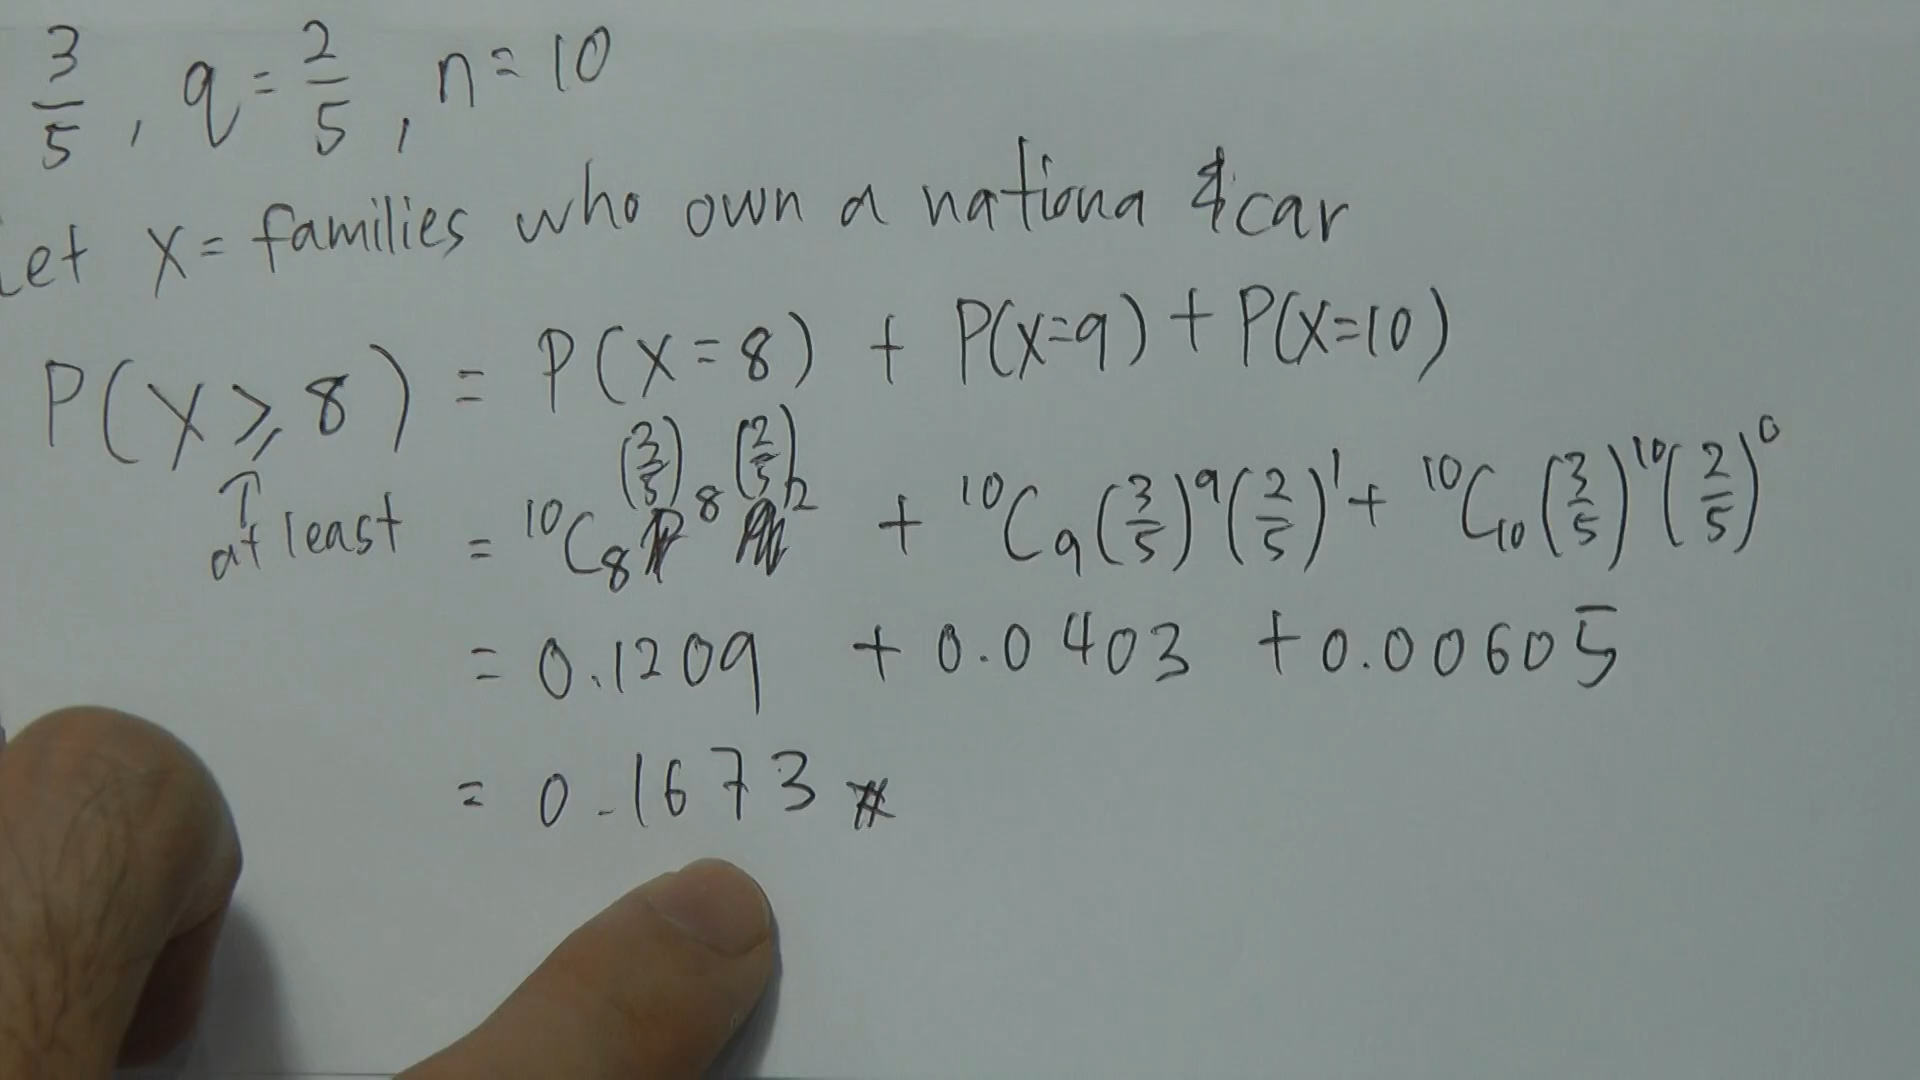 3/5, q = 2/5, n = 10
Let X = families who own a nationa car
P(X ≥ 8) = P(X = 8) + P(X=9) + P(X=10)
↑
at least = ¹⁰C₈ (3/5)⁸ (2/5)² + ¹⁰C₉ (3/5)⁹ (2/5)¹ + ¹⁰C₁₀ (3/5)¹⁰ (2/5)⁰
= 0.1209 + 0.0403 + 0.00605
= 0.1673